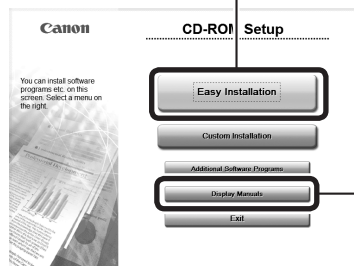 Canon
CD-ROM Setup
You can install software
programs etc. on this
screen. Select a menu on
the right.
Easy Installation
Custom Installation
Additional Software Programs
Display Manuals
Exit